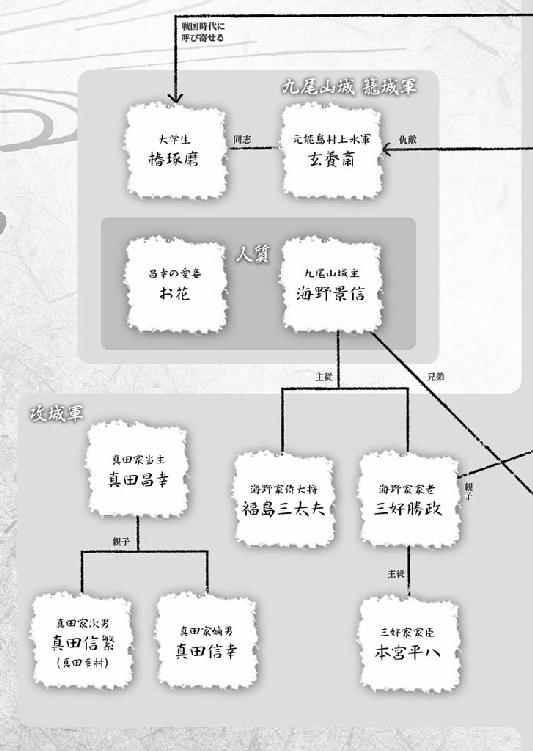 戦国時代に
呼び寄せる
九尾山城 籠城軍
大学生
椿琢磨
同志
元能島村上水軍
玄養斎
仇敵
人質
昌幸の愛妾
お花
九尾山城主
海野景信
主従
兄弟
攻城軍
真田家当主
真田昌幸
海野家侍大将
福島三太夫
海野家家老
三好勝政
親子
親子
主従
真田家次男
真田信繁
(真田幸村)
真田家嫡男
真田信幸
三好家家臣
本宮平八